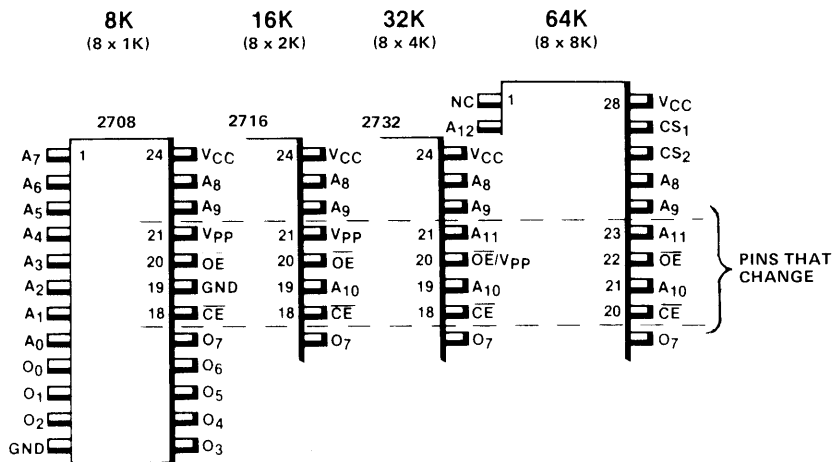 8K 16K 32K 64K
(8 x 1K) (8 x 2K) (8 x 4K) (8 x 8K)
NC 1 28 VCC
A12 CS1
2708 2716 2732 CS2
A7 1 24 VCC 24 VCC 24 VCC A8
A6 A8 A8 A8 A9
A5 A9 A9 A9
A4 21 VPP 21 VPP 21 A11 23 A11
A3 20 OE 20 OE 20 OE/VPP 22 OE
A2 19 GND 19 A10 19 A10 21 A10
A1 18 CE 18 CE 18 CE 20 CE
PINS THAT
CHANGE
A0 O7 O7 O7 O7
O0 O6
O1 O5
O2 O4
GND O3